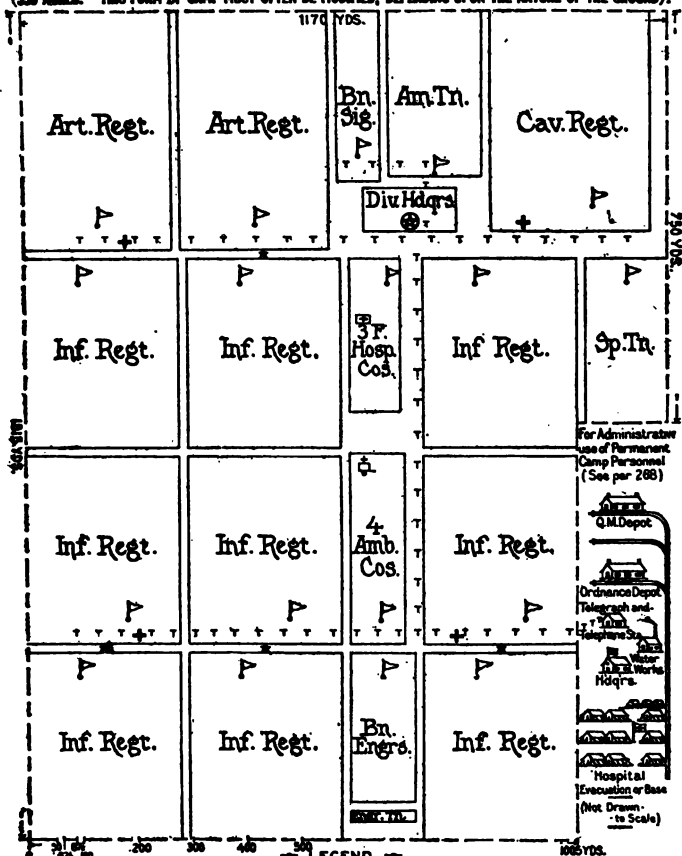 1170 YDS.
Art. Regt.
Art. Regt.
Bn.
Sig.
Am. Tn.
Cav. Regt.
Div. Hdqrs.
750 YDS.
Inf. Regt.
Inf. Regt.
3 F.
Hosp.
Cos.
Inf Regt.
Sp. Tn.
For Administrative
use of Permanent
Camp Personnel
(See par 288)
Q.M. Depot
Inf. Regt.
Inf. Regt.
4
Amb.
Cos.
Inf. Regt.
Ordnance Depot
Telegraph and
Telephone Sta.
Water
Works
Hdq'rs.
Inf. Regt.
Inf. Regt.
Bn.
Engrs.
Inf. Regt.
Hospital
Evacuation or Base
(Not Drawn
to Scale)
200 300 400 500
1005 YDS.
LEGEND